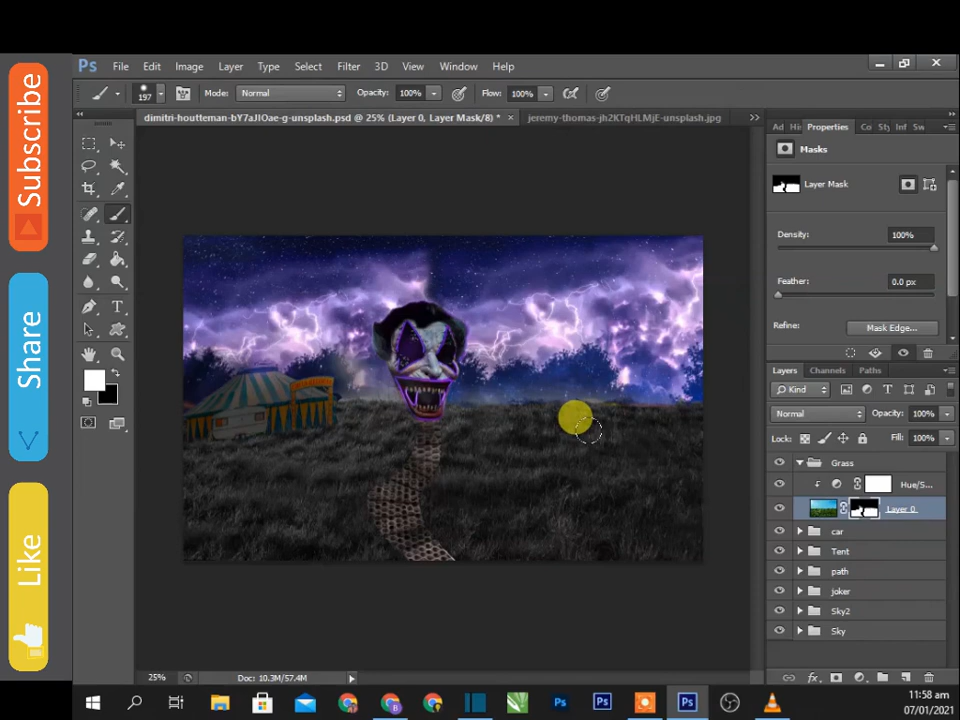 Subscribe
Share
Like
Ps File Edit Image Layer Type Select Filter 3D View Window Help
197 Mode: Normal Opacity: 100% Flow: 100%
dimitri-houtteman-bY7aJIOae-g-unsplash.psd @ 25% (Layer 0, Layer Mask/8) *
jeremy-thomas-jh2KTqHLMjE-unsplash.jpg
Ad Hi Properties Co Sty Inf Sw
Masks
Layer Mask
Density: 100%
Feather: 0.0 px
Refine: Mask Edge...
Layers Channels Paths
Kind
Normal Opacity: 100%
Lock: Fill: 100%
Grass
Hue/S...
Layer 0
car
Tent
path
joker
Sky2
Sky
25% Doc: 10.3M/57.4M
11:58 am
07/01/2021